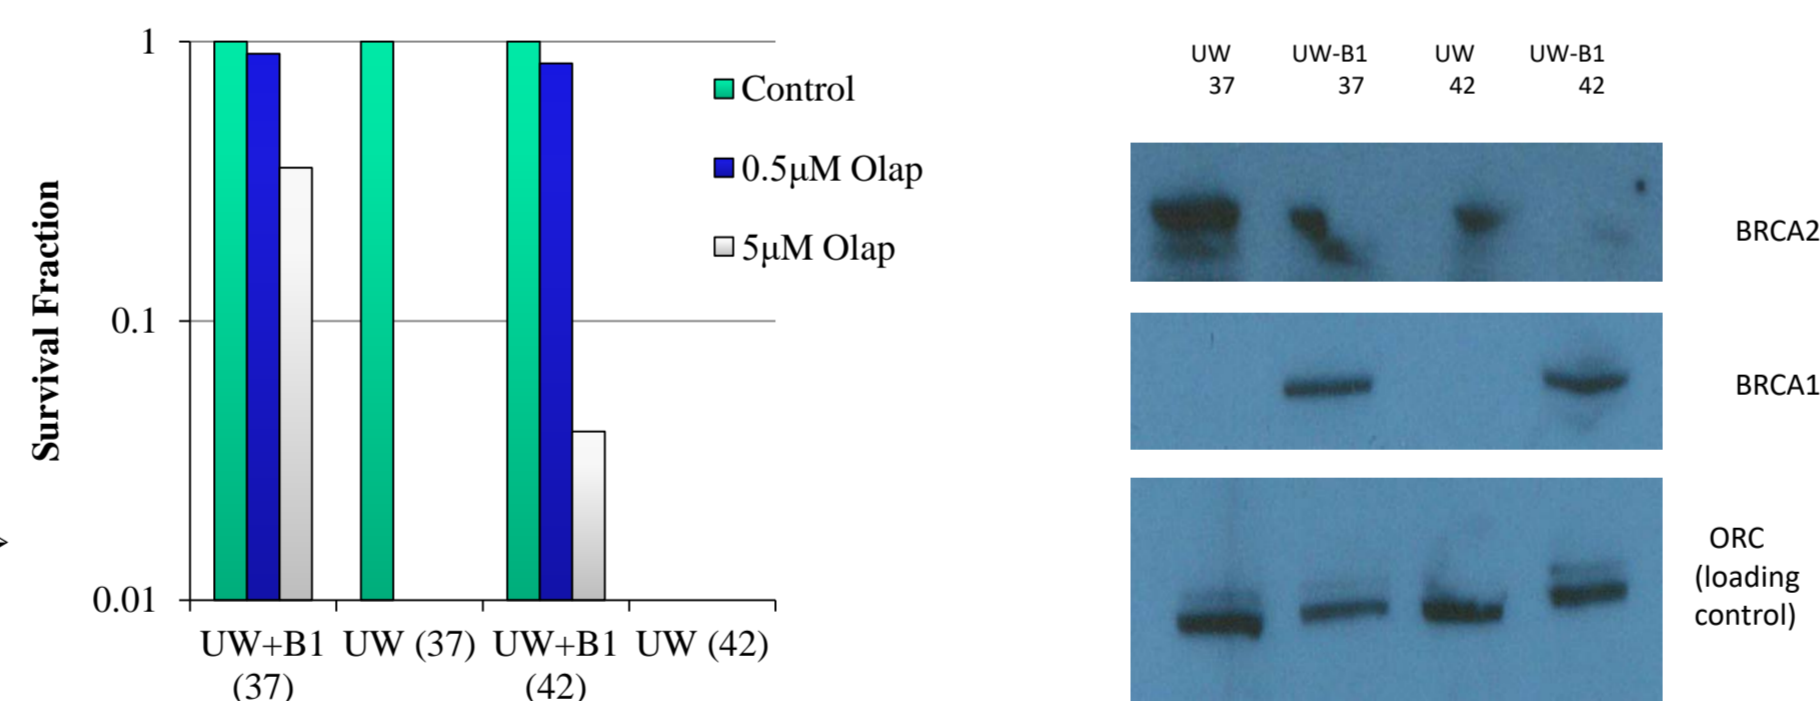 1
0.1
0.01
Survival Fraction
Control
0.5μM Olap
5μM Olap
UW+B1
(37)
UW (37)
UW+B1
(42)
UW (42)
UW
37
UW-B1
37
UW
42
UW-B1
42
BRCA2
BRCA1
ORC
(loading
control)